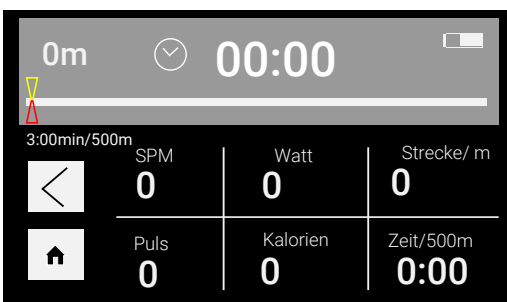 0m 00:00
3:00min/500m
SPM Watt Strecke/ m
0 0 0
Puls Kalorien Zeit/500m
0 0 0:00